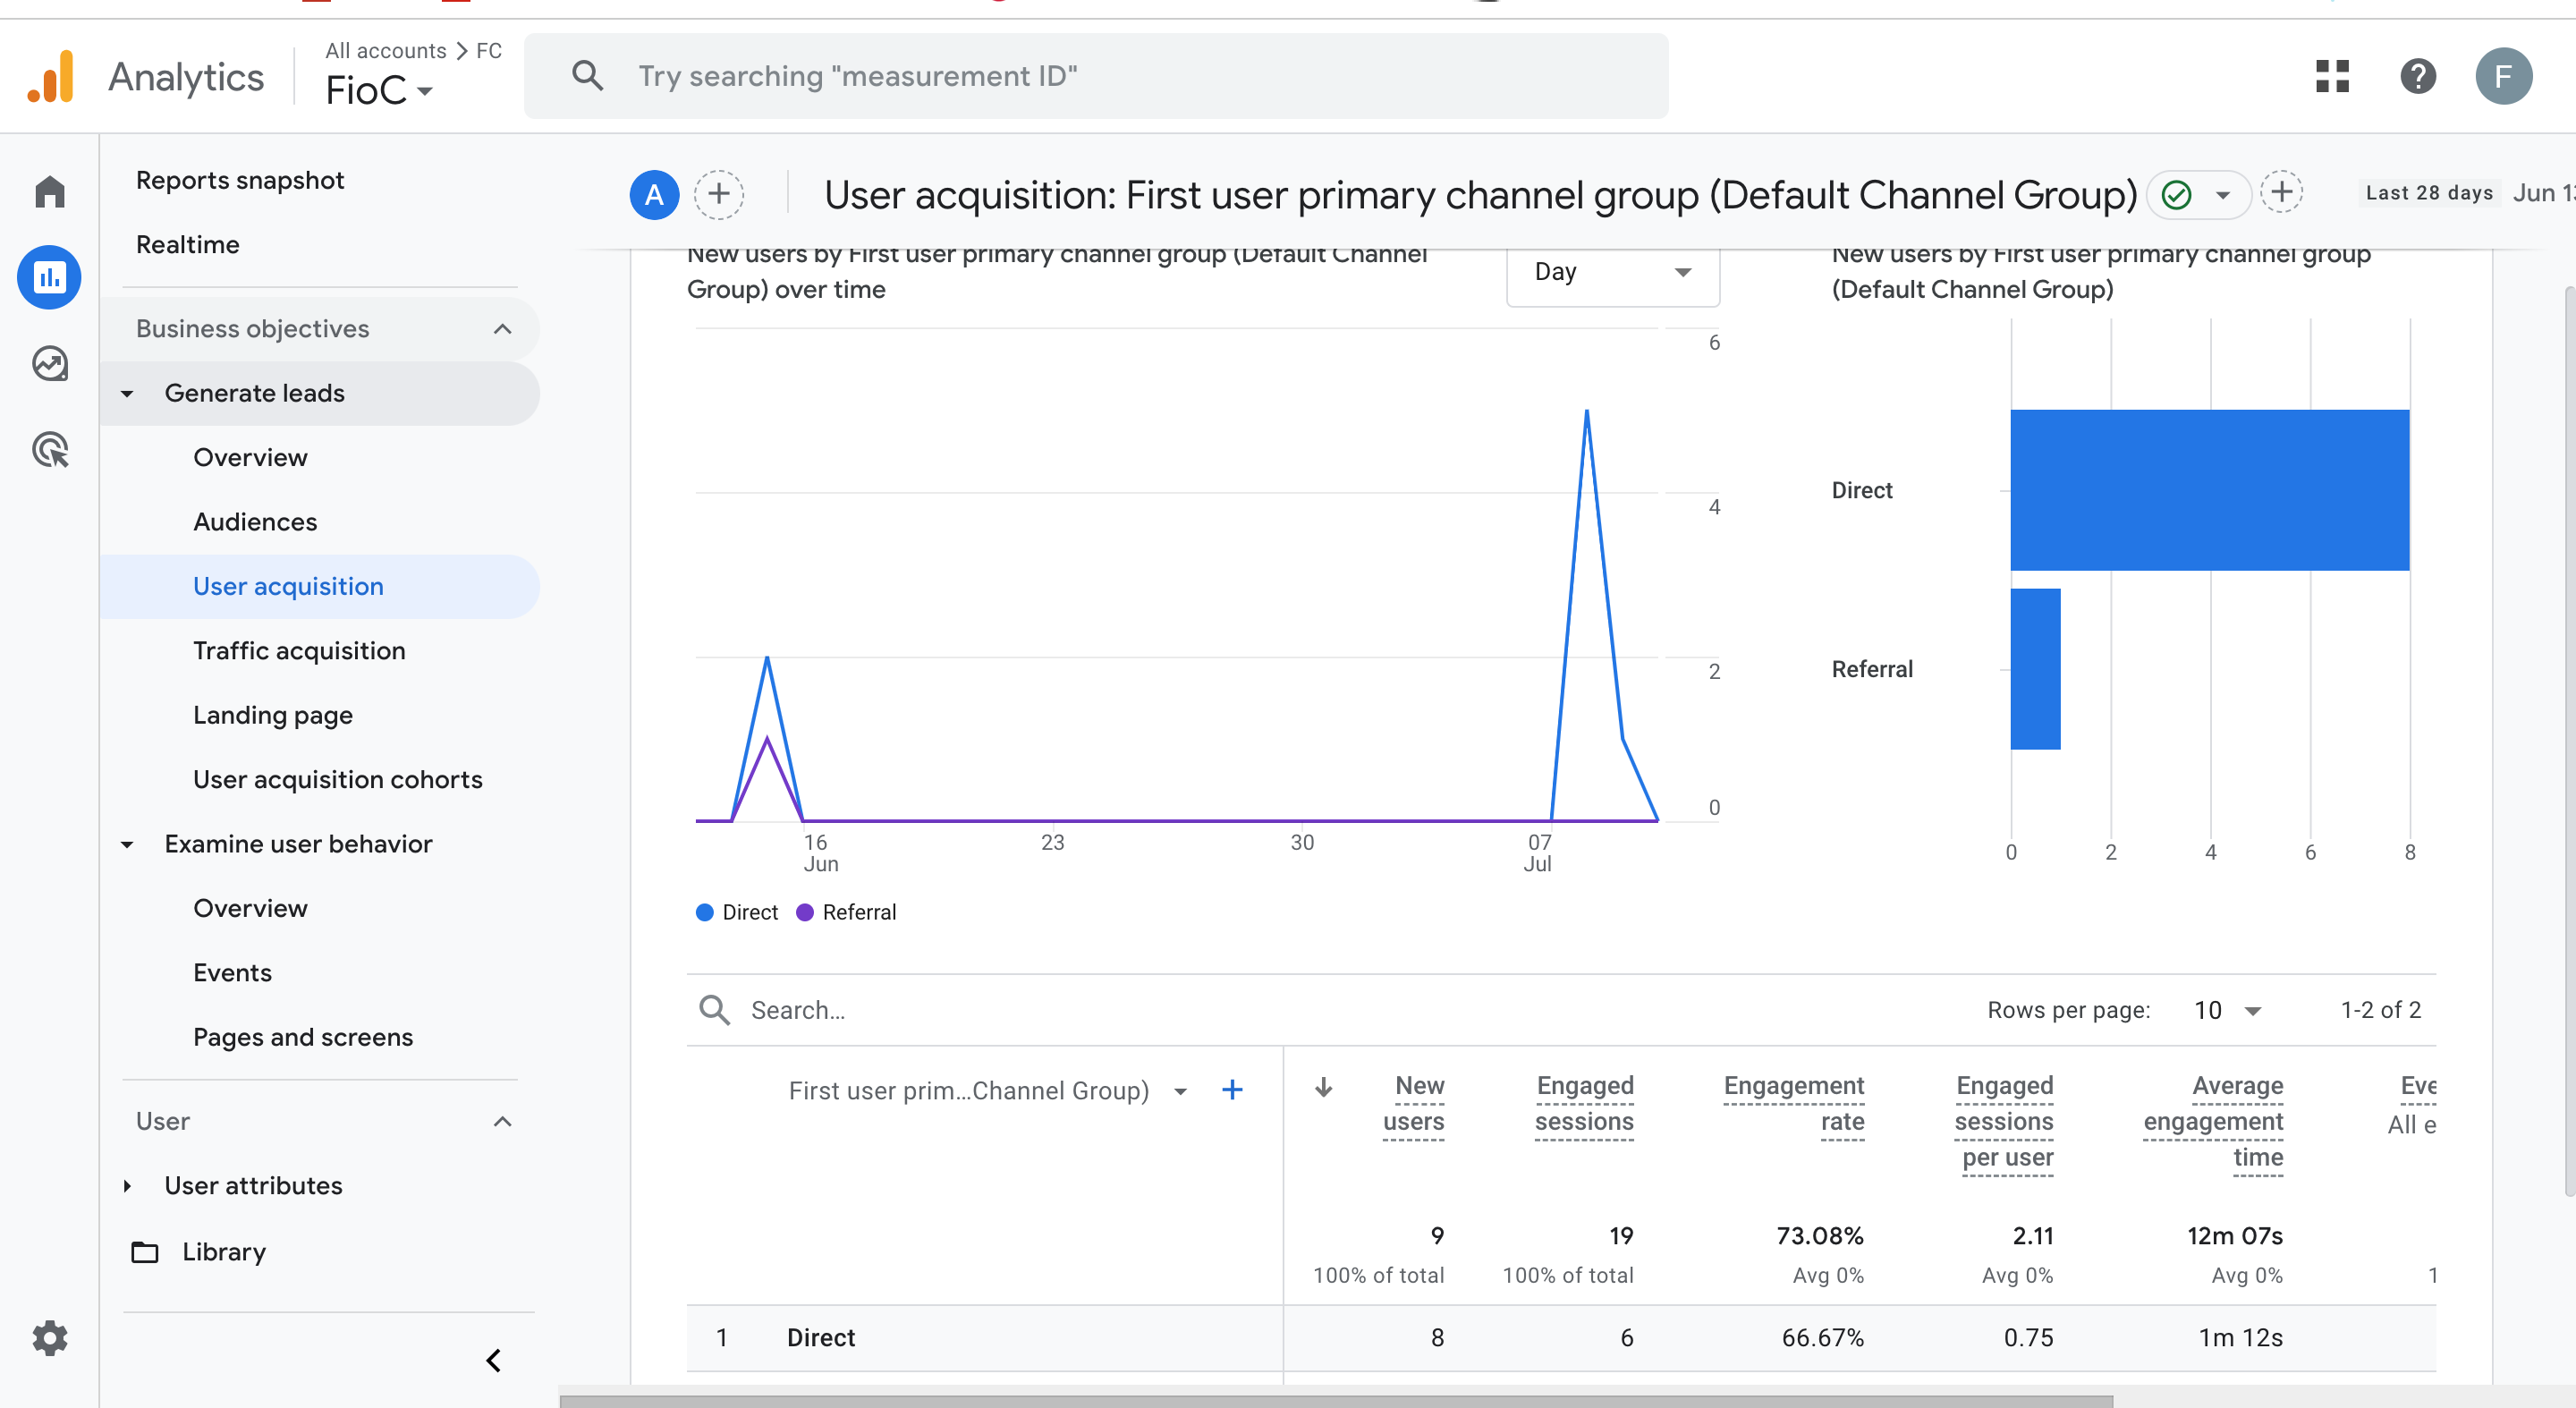 All accounts > FC
Analytics
FioC
Try searching "measurement ID"
F
Reports snapshot
Realtime
Business objectives
Generate leads
Overview
Audiences
User acquisition
Traffic acquisition
Landing page
User acquisition cohorts
Examine user behavior
Overview
Events
Pages and screens
User
User attributes
Library
A
User acquisition: First user primary channel group (Default Channel Group)
Last 28 days
Jun 13
New users by First user primary channel group (Default Channel
Group) over time
Day
6
4
2
0
16
Jun
23
30
07
Jul
Direct
Referral
New users by First user primary channel group
(Default Channel Group)
Direct
Referral
0
2
4
6
8
Search...
Rows per page:
10
1-2 of 2
First user prim...Channel Group)
New
users
Engaged
sessions
Engagement
rate
Engaged
sessions
per user
Average
engagement
time
Eve
All e
9
19
73.08%
2.11
12m 07s
100% of total
100% of total
Avg 0%
Avg 0%
Avg 0%
1
1
Direct
8
6
66.67%
0.75
1m 12s